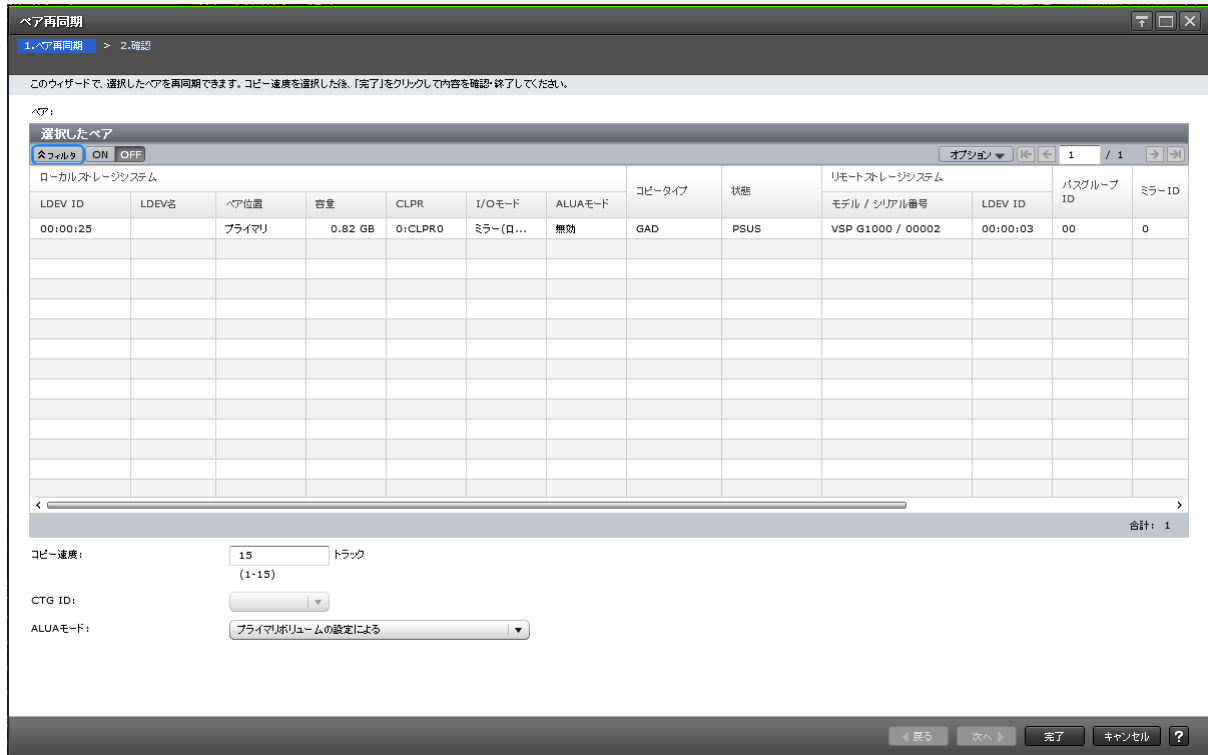 ペア再同期
1.ペア再同期 > 2.確認
このウィザードで、選択したペアを再同期できます。コピー速度を選択した後、「完了」をクリックして内容を確認・終了してください。
ペア:
選択したペア
フィルタ ON OFF オプション 1 / 1
ローカルストレージシステム コピータイプ 状態 リモートストレージシステム パスグループID ミラーID
LDEV ID LDEV名 ペア位置 容量 CLPR I/Oモード ALUAモード モデル / シリアル番号 LDEV ID
00:00:25 プライマリ 0.82 GB 0:CLPR0 ミラー(ロ... 無効 GAD PSUS VSP G1000 / 00002 00:00:03 00 0
合計: 1
コピー速度: 15 トラック
(1-15)
CTG ID:
ALUAモード: プライマリボリュームの設定による
戻る 次へ 完了 キャンセル ?